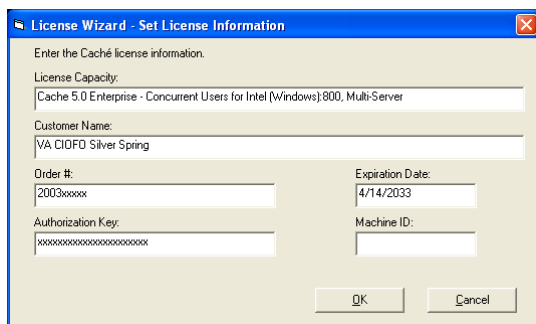 License Wizard - Set License Information
Enter the Caché license information.
License Capacity:
Cache 5.0 Enterprise - Concurrent Users for Intel (Windows):800, Multi-Server
Customer Name:
VA CIOFO Silver Spring
Order #: Expiration Date:
2003xxxxx 4/14/2033
Authorization Key: Machine ID:
xxxxxxxxxxxxxxxxxxxxx
OK Cancel